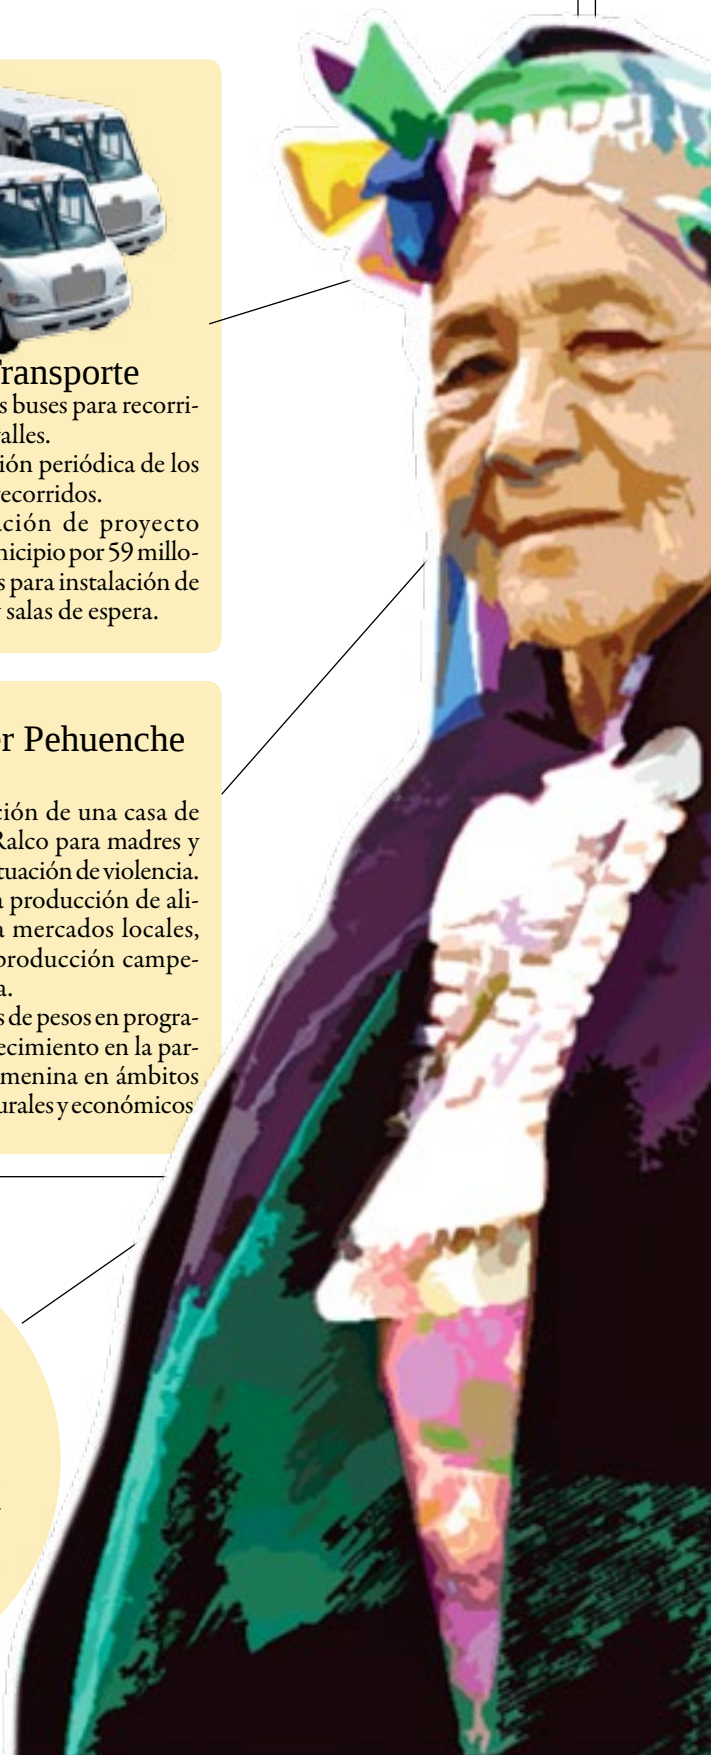 Transporte
s buses para recorri-
alles.
ión periódica de los
ecorridos.
ación de proyecto
nicipio por 59 millo-
s para instalación de
y salas de espera.
er Pehuenche
ción de una casa de
Ralco para madres y
tuación de violencia.
a producción de ali-
a mercados locales,
producción campe-
a.
s de pesos en progra-
ecimiento en la par-
menina en ámbitos
urales y económicos